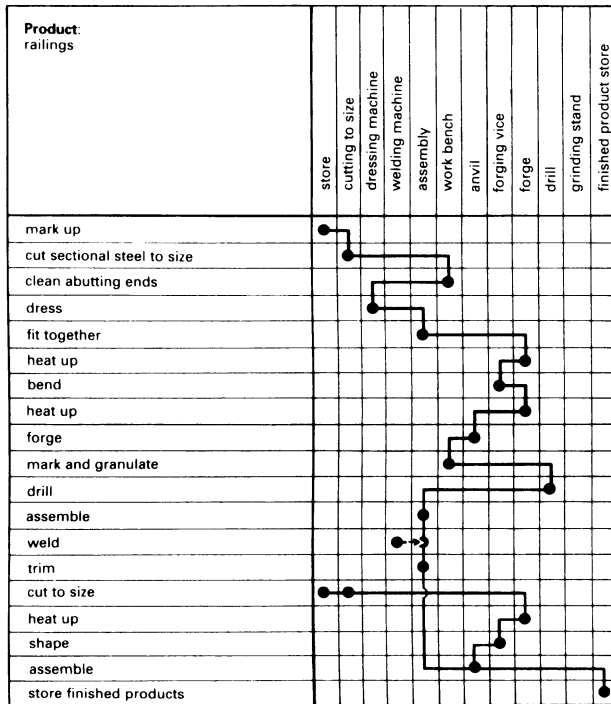 Product:
railings
store
cutting to size
dressing machine
welding machine
assembly
work bench
anvil
forging vice
forge
drill
grinding stand
finished product store
mark up
cut sectional steel to size
clean abutting ends
dress
fit together
heat up
bend
heat up
forge
mark and granulate
drill
assemble
weld
trim
cut to size
heat up
shape
assemble
store finished products